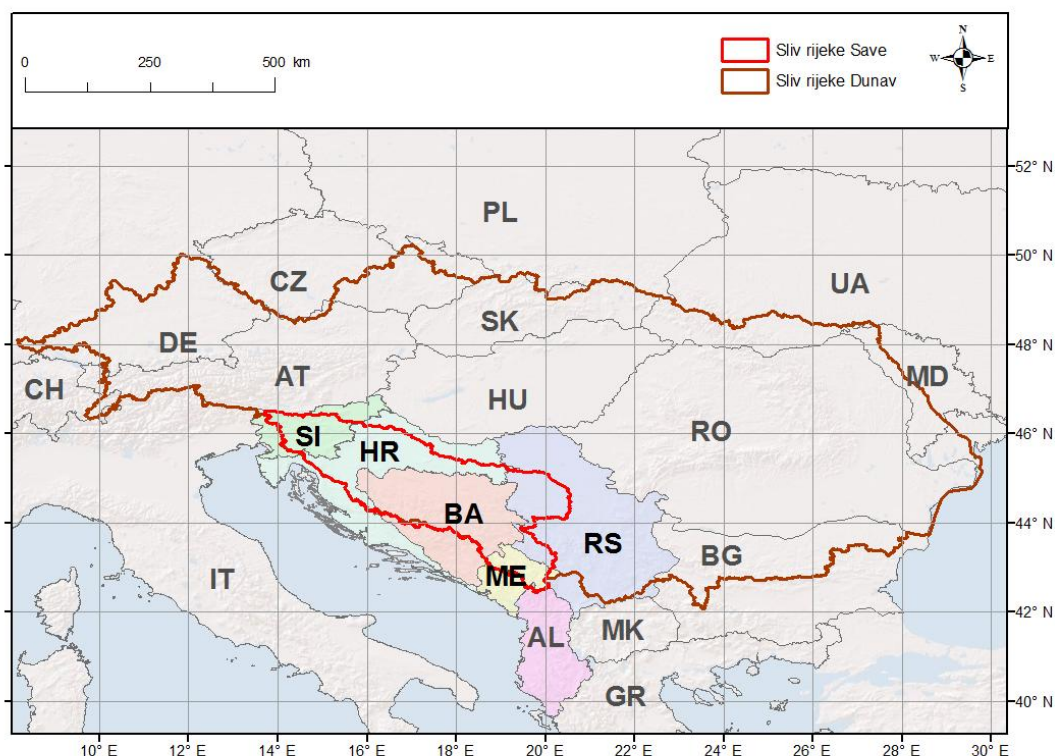 0 250 500 km
Sliv rijeke Save
Sliv rijeke Dunav
N
W E
S
52° N
PL
50° N
CZ
UA
SK
DE
48° N
CH
AT
MD
HU
RO
46° N
SI
HR
BA
44° N
RS
BG
IT
ME
42° N
AL
MK
GR
40° N
10° E 12° E 14° E 16° E 18° E 20° E 22° E 24° E 26° E 28° E 30° E